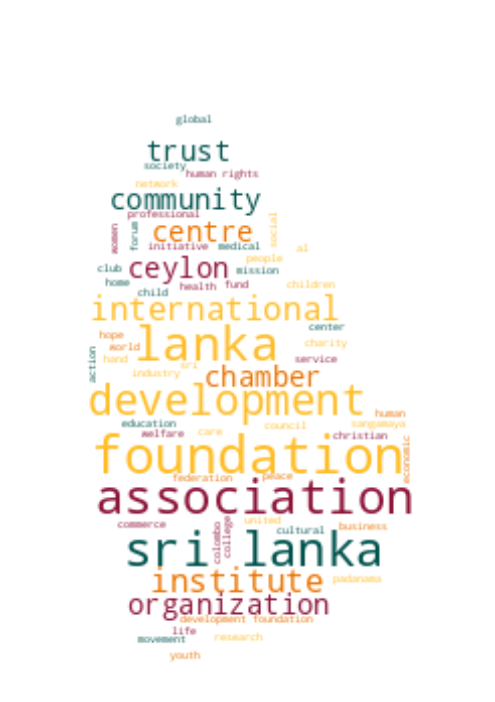 global
trust
society
human rights
network
community
professional
women
forum
centre
social
initiative medical
al
people
ceylon
club
mission
home
health fund
children
child
international
center
hope
lanka
charity
world
action
hand
service
sri
industry
chamber
development
human
education
council
sangamaya
welfare
care
christian
foundation
economic
federation
peace
association
commerce
colombo
college
united
cultural
business
sri lanka
institute
padanama
organization
development foundation
life
movement
research
youth